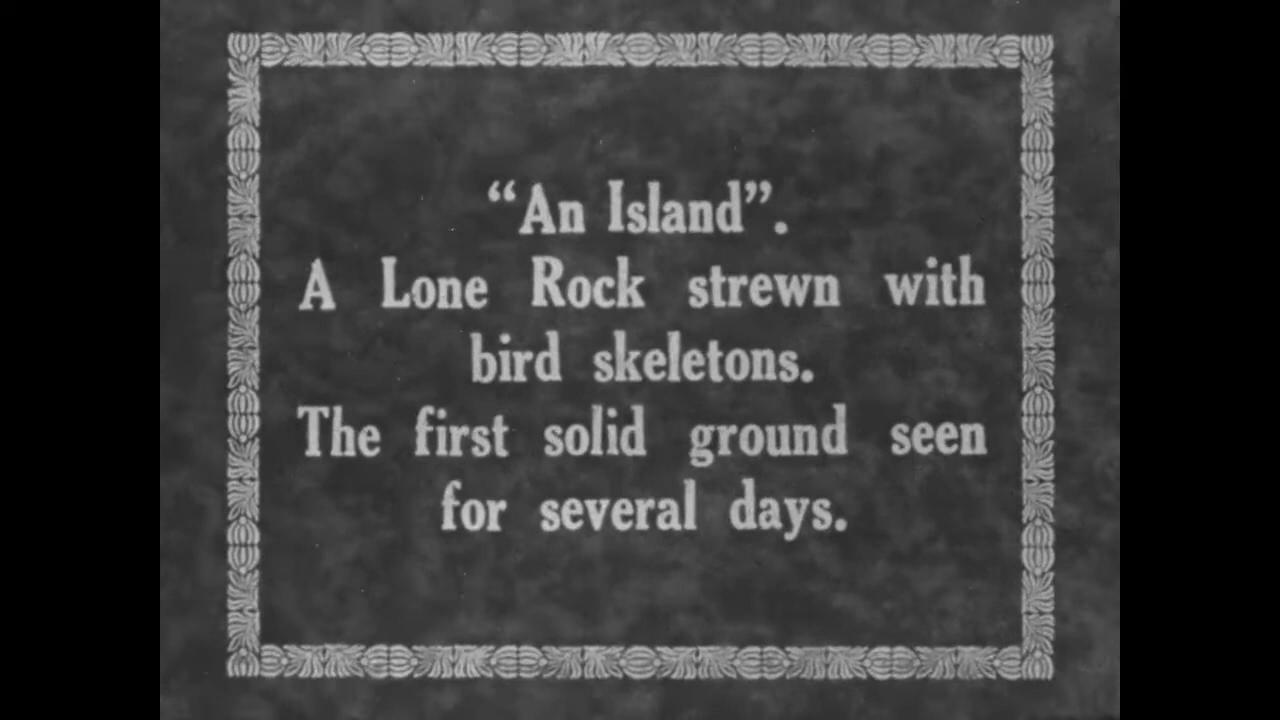 “An Island”.
A Lone Rock strewn with
bird skeletons.
The first solid ground seen
for several days.